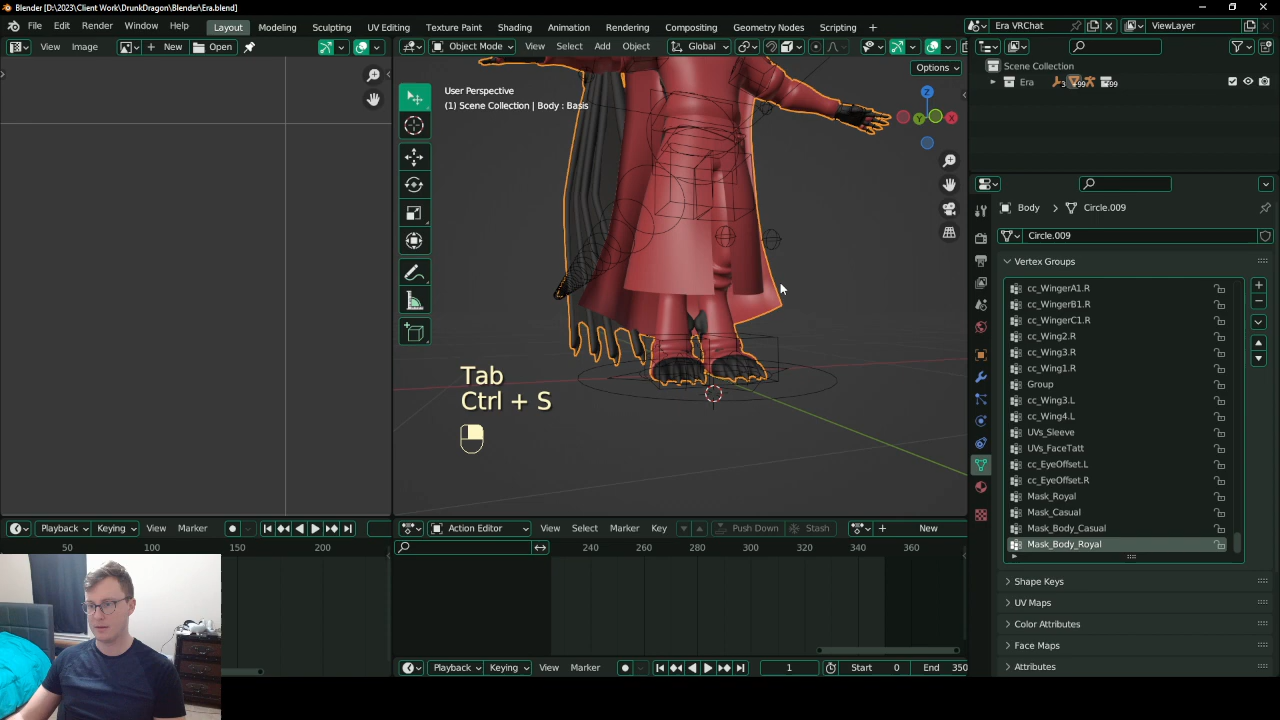 Blender [D:\2023\Client Work\DrunkDragon\Blender\Era.blend]
File Edit Render Window Help Layout Modeling Sculpting UV Editing Texture Paint Shading Animation Rendering Compositing Geometry Nodes Scripting Era VRChat ViewLayer
View Image New Open Object Mode View Select Add Object Global
Options
User Perspective
(1) Scene Collection | Body : Basis
Z
X
Y
Tab
Ctrl + S
Scene Collection
Era 3 99 99
Body Circle.009
Circle.009
Vertex Groups
cc_WingerA1.R
cc_WingerB1.R
cc_WingerC1.R
cc_Wing2.R
cc_Wing3.R
cc_Wing1.R
Group
cc_Wing3.L
cc_Wing4.L
UVs_Sleeve
UVs_FaceTatt
cc_EyeOffset.L
cc_EyeOffset.R
Mask_Royal
Mask_Casual
Mask_Body_Casual
Mask_Body_Royal
Shape Keys
UV Maps
Color Attributes
Face Maps
Attributes
Playback Keying View Marker
50 100 150 200
Action Editor View Select Marker Key Push Down Stash New
240 260 280 300 320 340 360
Playback Keying View Marker 1 Start 0 End 350